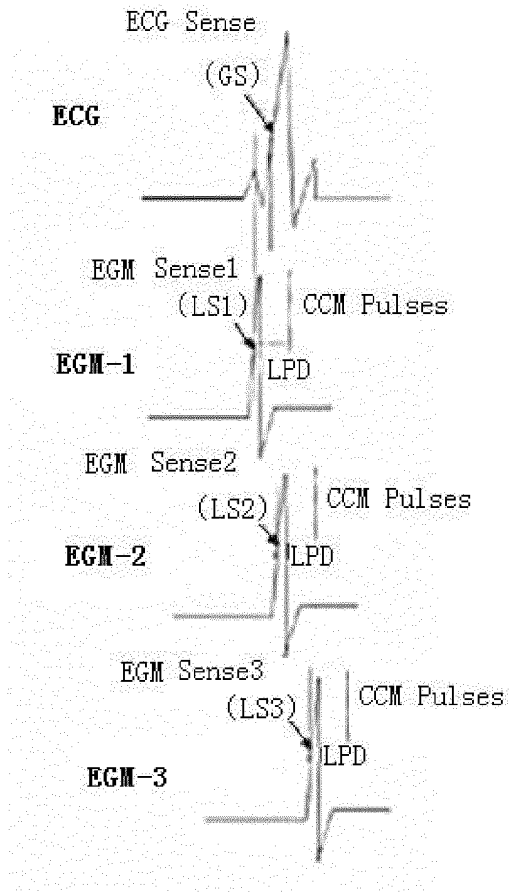 ECG Sense
(GS)
ECG
EGM Sense1
(LS1)
CCM Pulses
EGM-1
LPD
EGM Sense2
(LS2)
CCM Pulses
EGM-2
LPD
EGM Sense3
(LS3)
CCM Pulses
LPD
EGM-3